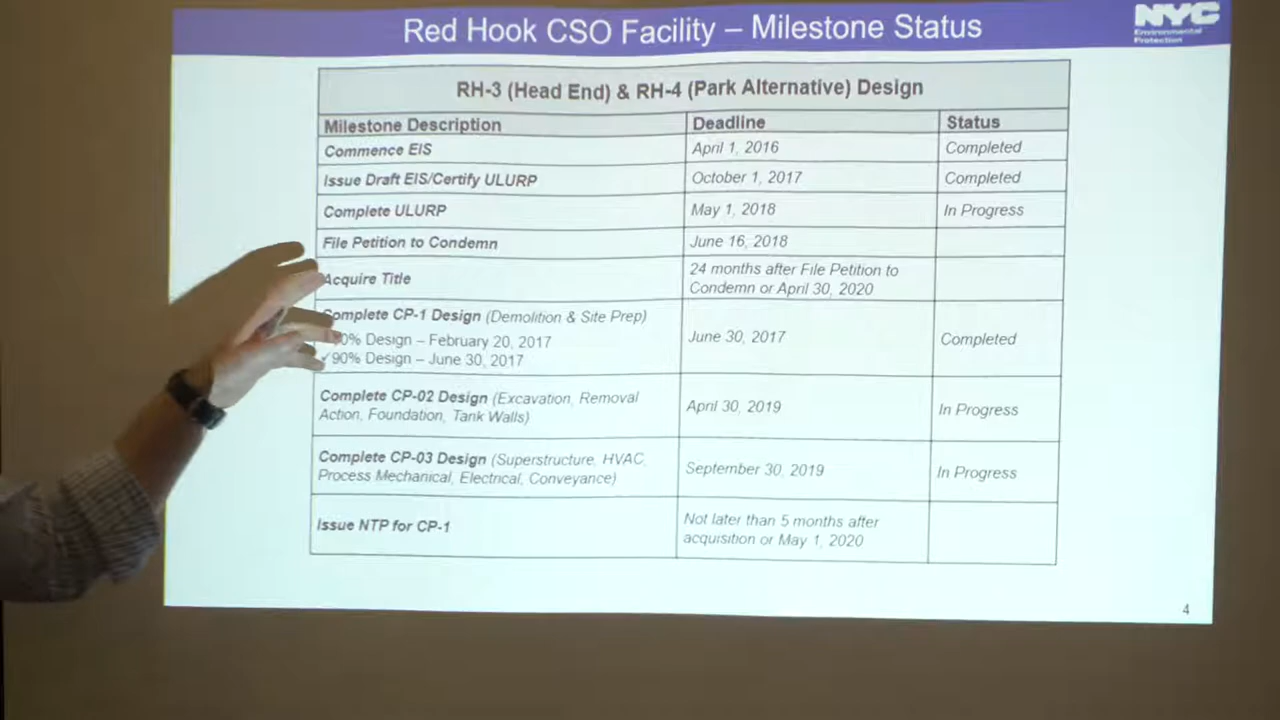 Red Hook CSO Facility – Milestone Status
NYC
Environmental
Protection
RH-3 (Head End) & RH-4 (Park Alternative) Design
Milestone Description Deadline Status
Commence EIS April 1, 2016 Completed
Issue Draft EIS/Certify ULURP October 1, 2017 Completed
Complete ULURP May 1, 2018 In Progress
File Petition to Condemn June 16, 2018
Acquire Title 24 months after File Petition to
Condemn or April 30, 2020
Complete CP-1 Design (Demolition & Site Prep) June 30, 2017 Completed
Design – February 20, 2017
✓90% Design – June 30, 2017
Complete CP-02 Design (Excavation, Removal
Action, Foundation, Tank Walls) April 30, 2019 In Progress
Complete CP-03 Design (Superstructure, HVAC,
Process Mechanical, Electrical, Conveyance) September 30, 2019 In Progress
Issue NTP for CP-1 Not later than 5 months after
acquisition or May 1, 2020
4